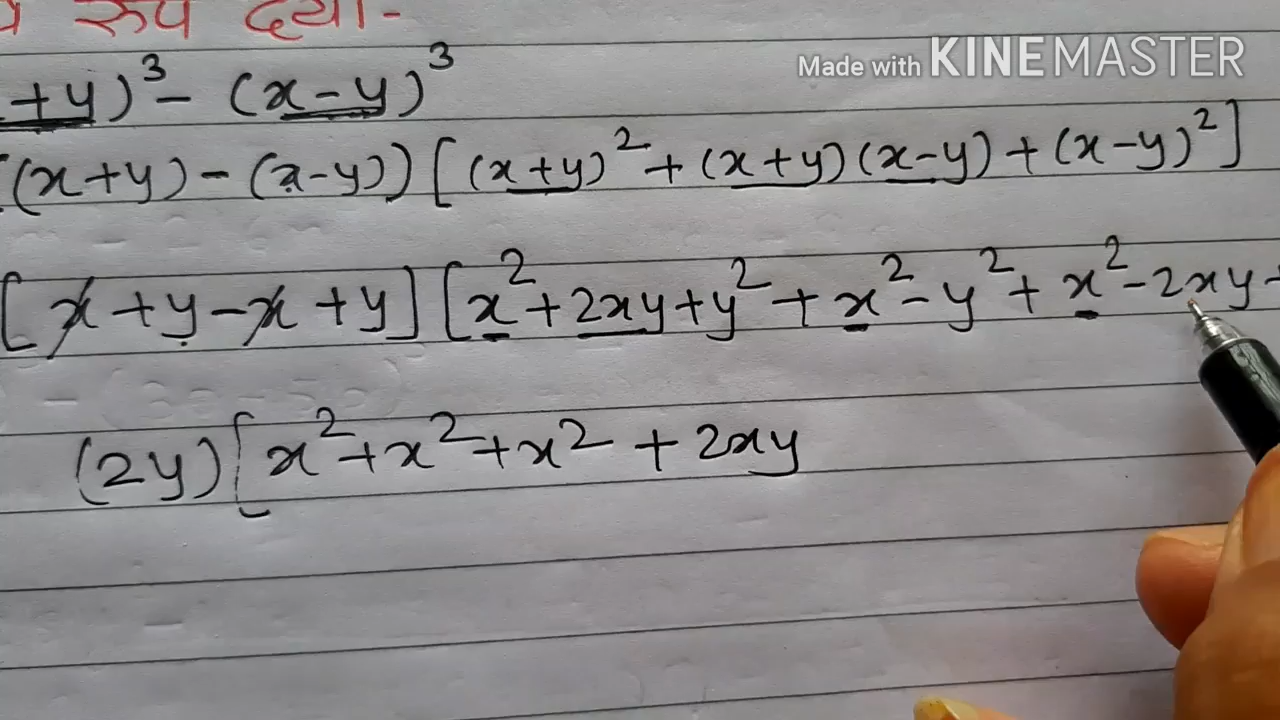 रूप द्या-
Made with KINEMASTER
+y)³ - (x-y)³
(x+y) - (x-y)) [(x+y)² + (x+y)(x-y) + (x-y)²]
[x + y - x + y] [x² + 2xy + y² + x² - y² + x² - 2xy +
(2y) [x² + x² + x² + 2xy